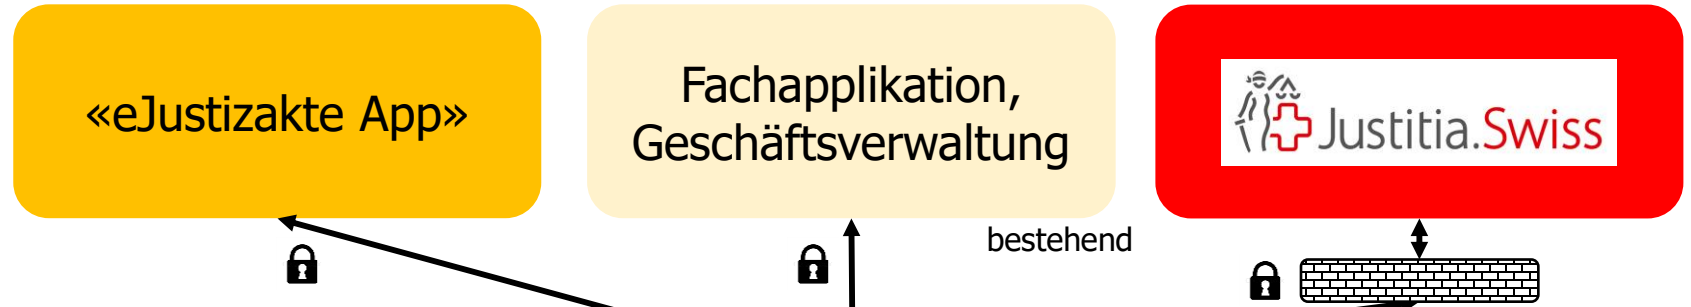 «eJustizakte App»
Fachapplikation,
Geschäftsverwaltung
Justitia.Swiss
bestehend